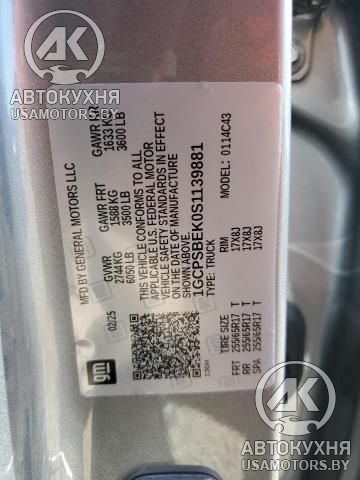 АВТОКУХНЯ
USAMOTORS.BY
MFD BY GENERAL MOTORS LLC
02/25
GVWR
2744 KG
6050 LB
GAWR FRT
1588 KG
3500 LB
GAWR RR
1633 KG
3600 LB
THIS VEHICLE CONFORMS TO ALL
APPLICABLE U.S. FEDERAL MOTOR
VEHICLE SAFETY STANDARDS IN EFFECT
ON THE DATE OF MANUFACTURE SHOWN ABOVE.
1GCPSBEK0S1139881
TYPE: TRUCK
MODEL: 0114C43
TIRE SIZE RIM
FRT 255/65R17 T 17X8J
RR 255/65R17 T 17X8J
SPA 255/65R17 T 17X8J
gm
АВТОКУХНЯ
USAMOTORS.BY